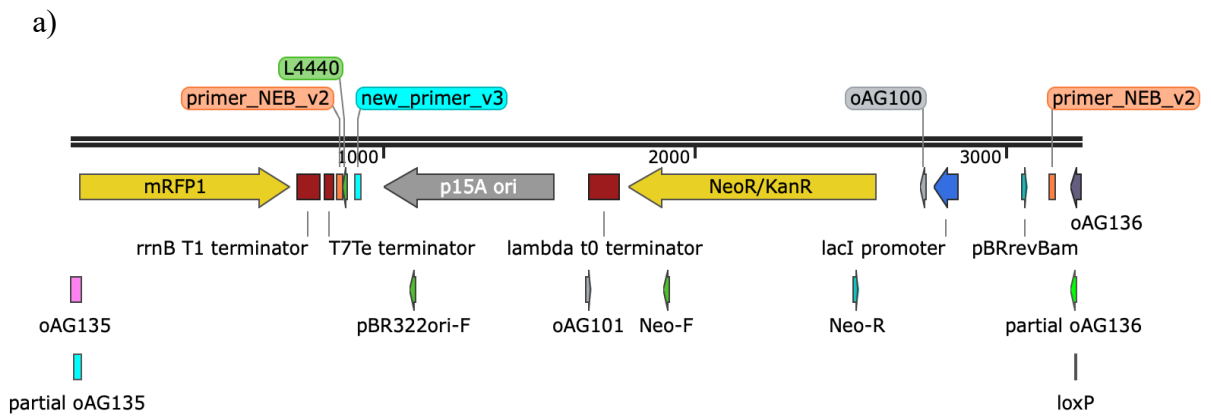 a)
L4440
primer_NEB_v2 new_primer_v3 oAG100 primer_NEB_v2
1000 2000 3000
mRFP1 p15A ori NeoR/KanR
oAG136
rrnB T1 terminator T7Te terminator lambda t0 terminator lacI promoter pBRrevBam
oAG135 pBR322ori-F oAG101 Neo-F Neo-R partial oAG136
partial oAG135 loxP